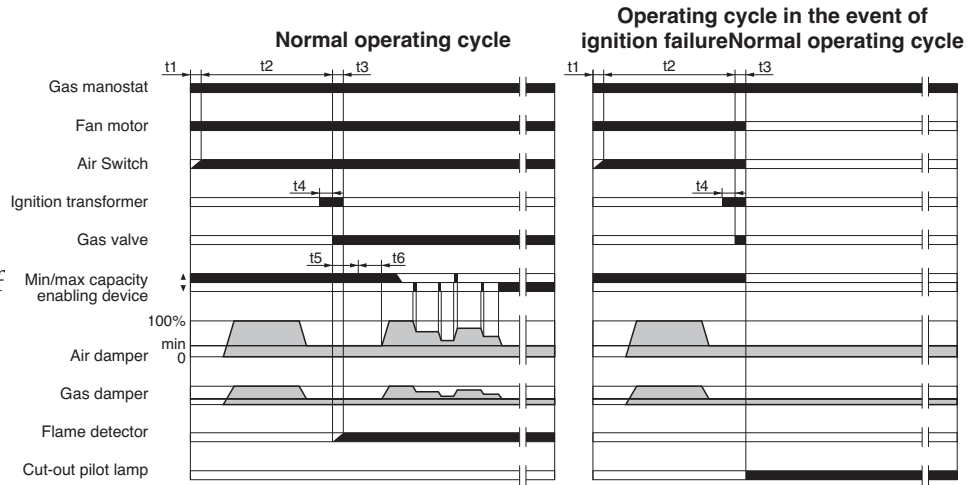 Normal operating cycle
Operating cycle in the event of
ignition failureNormal operating cycle
t1 t2 t3
t1 t2 t3
Gas manostat
Fan motor
Air Switch
t4
t4
Ignition transformer
Gas valve
t5 t6
Min/max capacity
enabling device
100%
min
0
Air damper
Gas damper
Flame detector
Cut-out pilot lamp